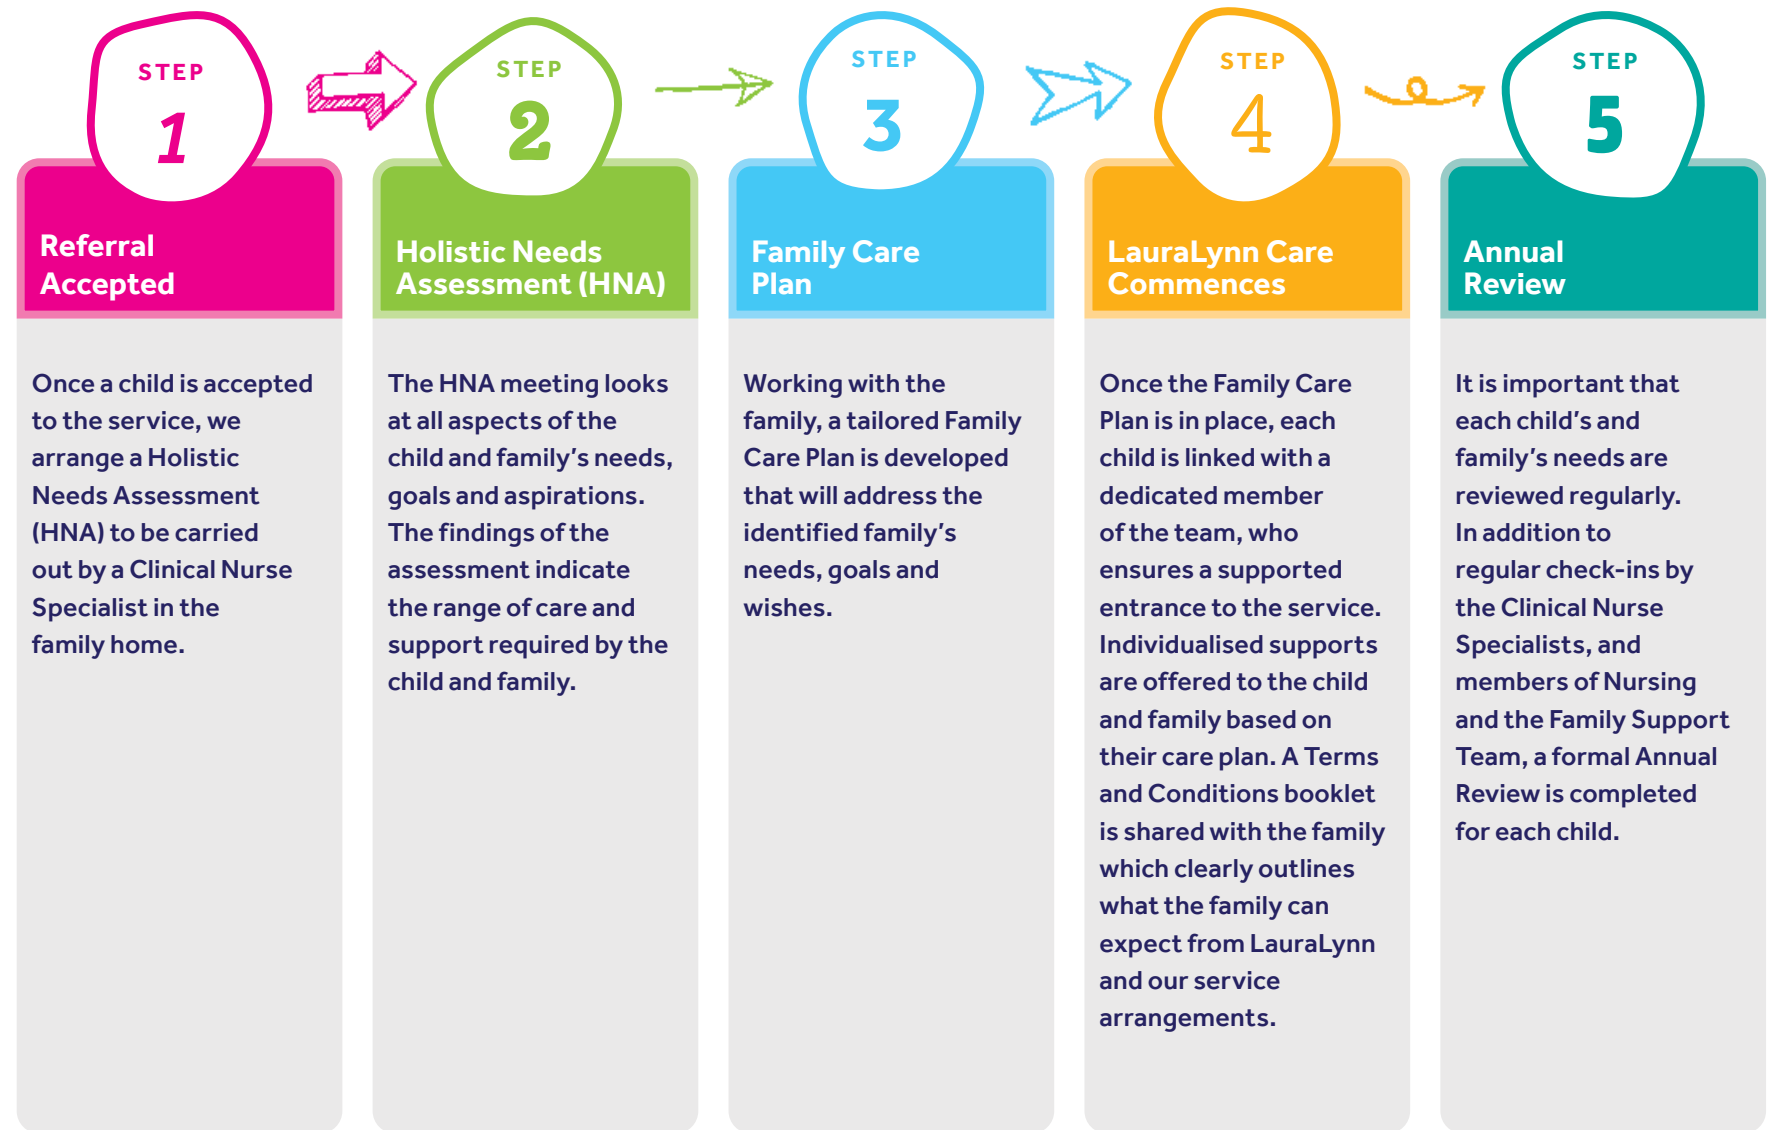 STEP
1
Referral
Accepted
Once a child is accepted
to the service, we
arrange a Holistic
Needs Assessment
(HNA) to be carried
out by a Clinical Nurse
Specialist in the
family home.
STEP
2
Holistic Needs
Assessment (HNA)
The HNA meeting looks
at all aspects of the
child and family's needs,
goals and aspirations.
The findings of the
assessment indicate
the range of care and
support required by the
child and family.
STEP
3
Family Care
Plan
Working with the
family, a tailored Family
Care Plan is developed
that will address the
identified family's
needs, goals and
wishes.
STEP
4
LauraLynn Care
Commences
Once the Family Care
Plan is in place, each
child is linked with a
dedicated member
of the team, who
ensures a supported
entrance to the service.
Individualised supports
are offered to the child
and family based on
their care plan. A Terms
and Conditions booklet
is shared with the family
which clearly outlines
what the family can
expect from LauraLynn
and our service
arrangements.
STEP
5
Annual
Review
It is important that
each child's and
family's needs are
reviewed regularly.
In addition to
regular check-ins by
the Clinical Nurse
Specialists, and
members of Nursing
and the Family Support
Team, a formal Annual
Review is completed
for each child.